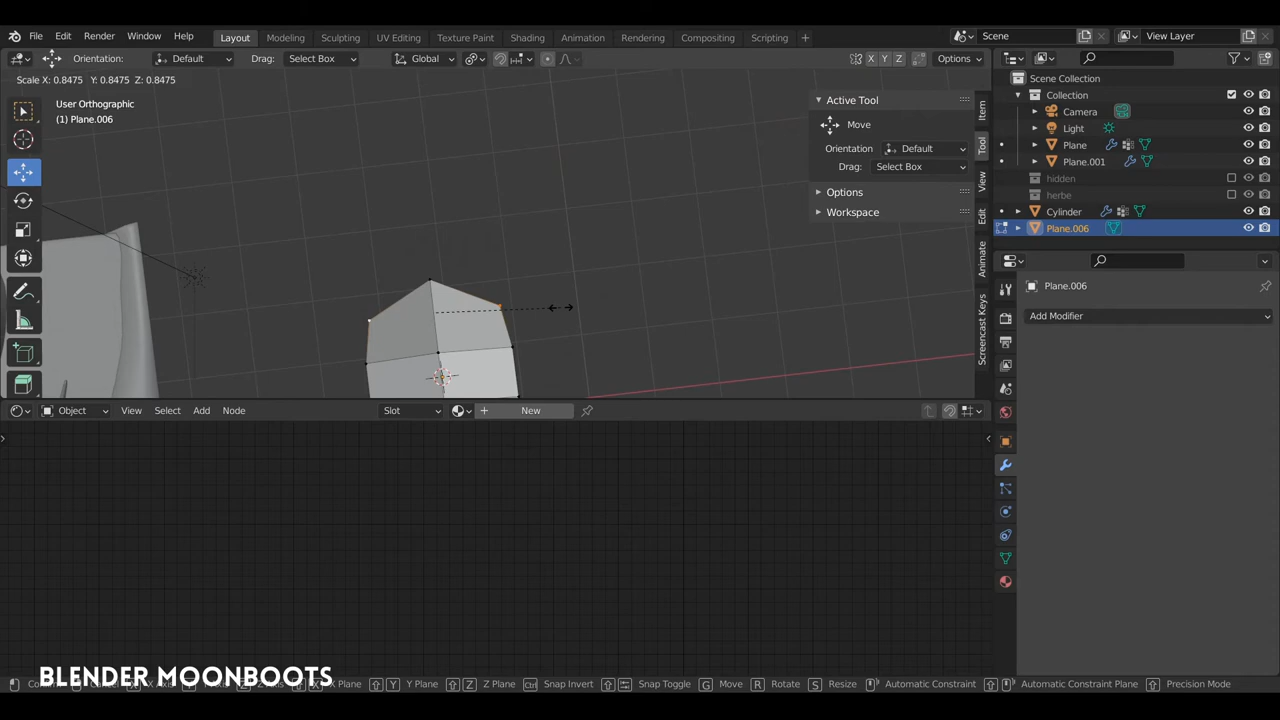 File Edit Render Window Help Layout Modeling Sculpting UV Editing Texture Paint Shading Animation Rendering Compositing Scripting + Scene View Layer
Orientation: Default Drag: Select Box Global X Y Z Options
Scale X: 0.8475 Y: 0.8475 Z: 0.8475
User Orthographic
(1) Plane.006
Active Tool
Move
Orientation Default
Drag: Select Box
Options
Workspace
Item
Tool
View
Edit
Animate
Screencast Keys
Scene Collection
Collection
Camera
Light
Plane
Plane.001
hidden
herbe
Cylinder
Plane.006
Plane.006
Add Modifier
Object View Select Add Node Slot New
BLENDER MOONBOOTS
X Plane Y Y Plane Z Z Plane Ctrl Snap Invert Snap Toggle G Move R Rotate S Resize Automatic Constraint Automatic Constraint Plane Precision Mode